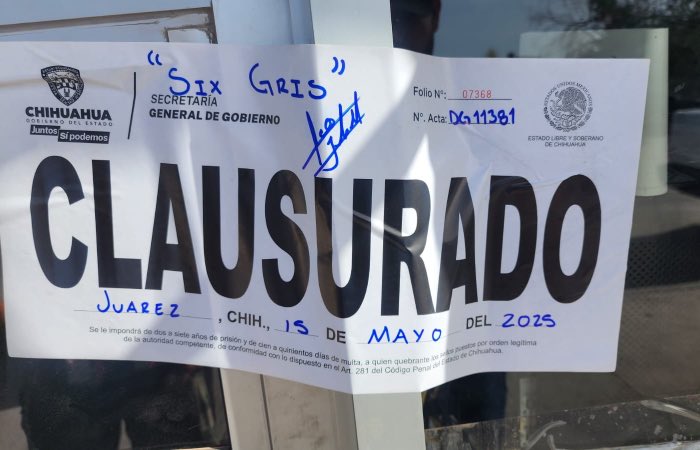 "SIX GRIS"
CHIHUAHUA
GOBIERNO DEL ESTADO
Juntos Sí podemos
SECRETARÍA
GENERAL DE GOBIERNO
Folio N°: 07368
N°. Acta: DG11381
ESTADOS UNIDOS MEXICANOS
ESTADO LIBRE Y SOBERANO
DE CHIHUAHUA
CLAUSURADO
JUAREZ, CHIH., 15 DE MAYO DEL 2025
Se le impondrá de dos a siete años de prisión y de cien a quinientos días de multa, a quien quebrante los sellos puestos por orden legítima
de la autoridad competente, de conformidad con lo dispuesto en el Art. 281 del Código Penal del Estado de Chihuahua.